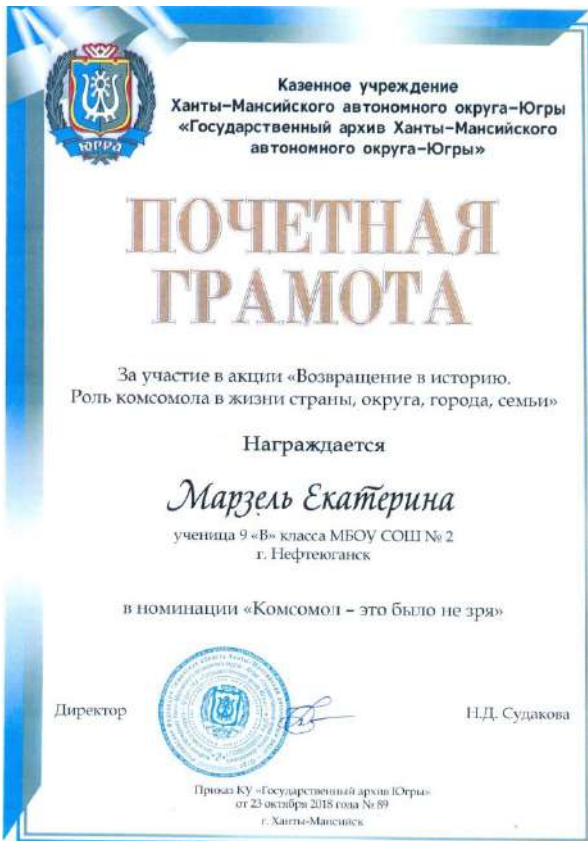 ЮГРА
Казенное учреждение
Ханты-Мансийского автономного округа-Югры
«Государственный архив Ханты-Мансийского
автономного округа-Югры»
ПОЧЕТНАЯ
ГРАМОТА
За участие в акции «Возвращение в историю.
Роль комсомола в жизни страны, округа, города, семьи»
Награждается
Марзель Екатерина
ученица 9 «В» класса МБОУ СОШ № 2
г. Нефтеюганск
в номинации «Комсомол – это было не зря»
Директор
Н.Д. Судакова
Приказ КУ «Государственный архив Югры»
от 23 октября 2018 года № 89
г. Ханты-Мансийск